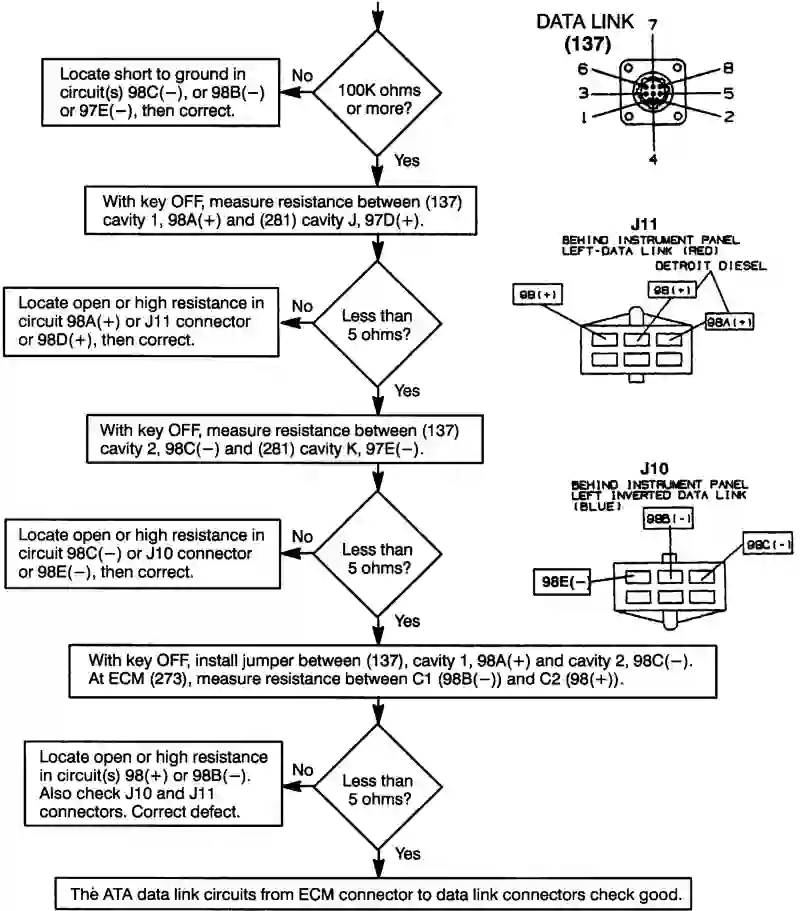 100K ohms
or more?
No
Locate short to ground in
circuit(s) 98C(−), or 98B(−)
or 97E(−), then correct.
Yes
With key OFF, measure resistance between (137)
cavity 1, 98A(+) and (281) cavity J, 97D(+).
Less than
5 ohms?
No
Locate open or high resistance in
circuit 98A(+) or J11 connector
or 98D(+), then correct.
Yes
With key OFF, measure resistance between (137)
cavity 2, 98C(−) and (281) cavity K, 97E(−).
Less than
5 ohms?
No
Locate open or high resistance in
circuit 98C(−) or J10 connector
or 98E(−), then correct.
Yes
With key OFF, install jumper between (137), cavity 1, 98A(+) and cavity 2, 98C(−).
At ECM (273), measure resistance between C1 (98B(−)) and C2 (98(+)).
Less than
5 ohms?
No
Locate open or high resistance
in circuit(s) 98(+) or 98B(−).
Also check J10 and J11
connectors. Correct defect.
Yes
The ATA data link circuits from ECM connector to data link connectors check good.
DATA LINK
(137)
7
6 8
3 5
1 2
4
J11
BEHIND INSTRUMENT PANEL
LEFT-DATA LINK (RED)
DETROIT DIESEL
98(+)
98A(+)
J10
BEHIND INSTRUMENT PANEL
LEFT INVERTED DATA LINK
(BLUE)
98B(-)
98C(-)
98E(−)